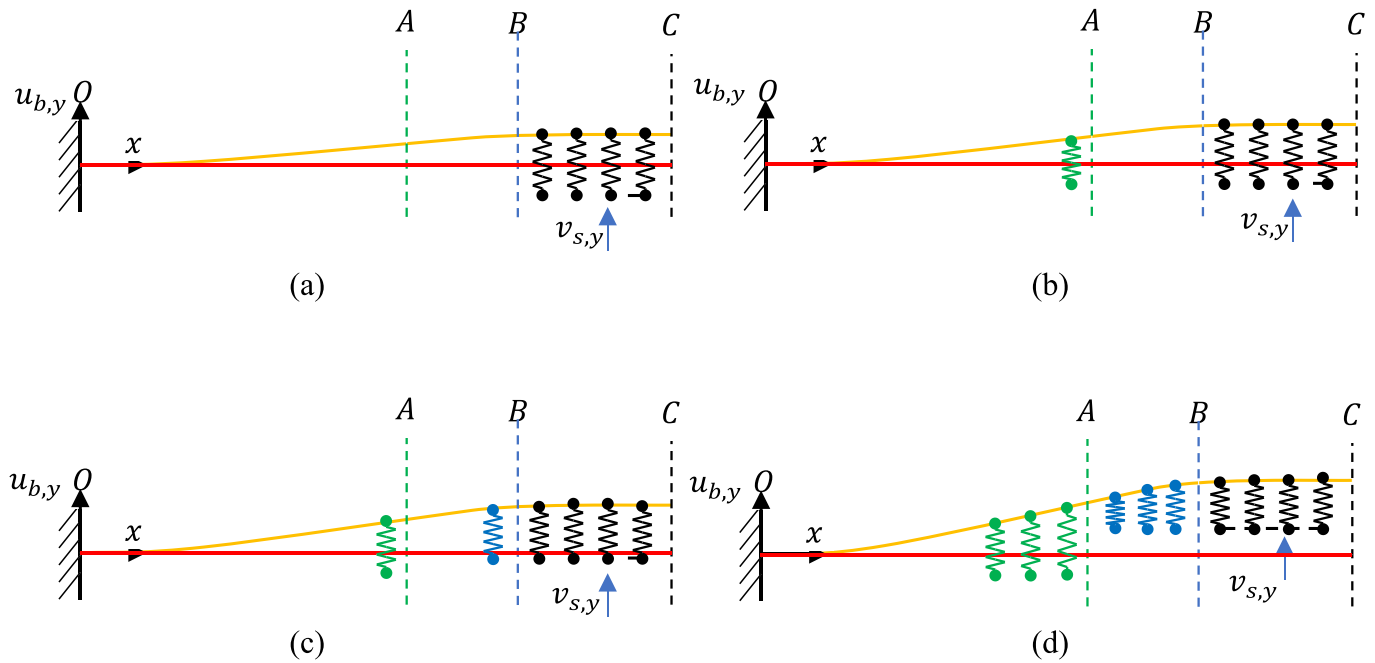 A B C
u_{b,y} O
x
v_{s,y}
(a)
A B C
u_{b,y} O
x
v_{s,y}
(b)
A B C
u_{b,y} O
x
v_{s,y}
(c)
A B C
u_{b,y} O
x
v_{s,y}
(d)